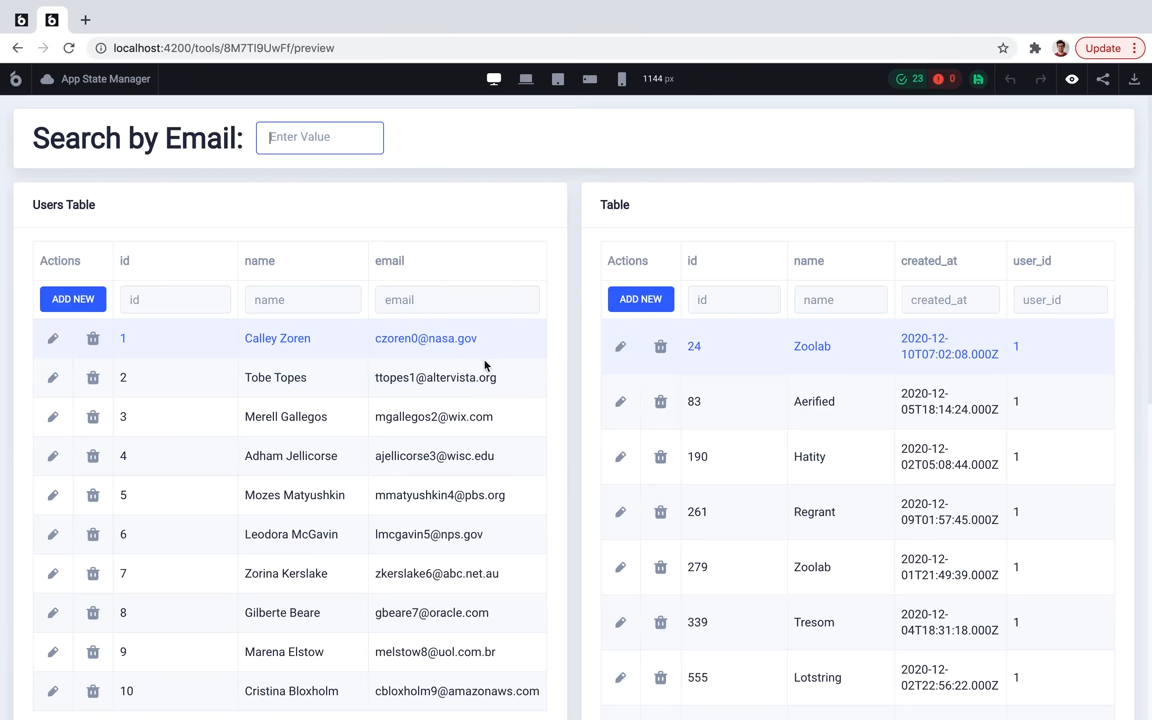 localhost:4200/tools/8M7Tl9UwFf/preview
Update
App State Manager
1144 px
23
0
Search by Email:
Enter Value
Users Table
Actions id name email
ADD NEW id name email
1 Calley Zoren czoren0@nasa.gov
2 Tobe Topes ttopes1@altervista.org
3 Merell Gallegos mgallegos2@wix.com
4 Adham Jellicorse ajellicorse3@wisc.edu
5 Mozes Matyushkin mmatyushkin4@pbs.org
6 Leodora McGavin lmcgavin5@nps.gov
7 Zorina Kerslake zkerslake6@abc.net.au
8 Gilberte Beare gbeare7@oracle.com
9 Marena Elstow melstow8@uol.com.br
10 Cristina Bloxholm cbloxholm9@amazonaws.com
Table
Actions id name created_at user_id
ADD NEW id name created_at user_id
24 Zoolab 2020-12-
10T07:02:08.000Z 1
83 Aerified 2020-12-
05T18:14:24.000Z 1
190 Hatity 2020-12-
02T05:08:44.000Z 1
261 Regrant 2020-12-
09T01:57:45.000Z 1
279 Zoolab 2020-12-
01T21:49:39.000Z 1
339 Tresom 2020-12-
04T18:31:18.000Z 1
555 Lotstring 2020-12-
02T22:56:22.000Z 1